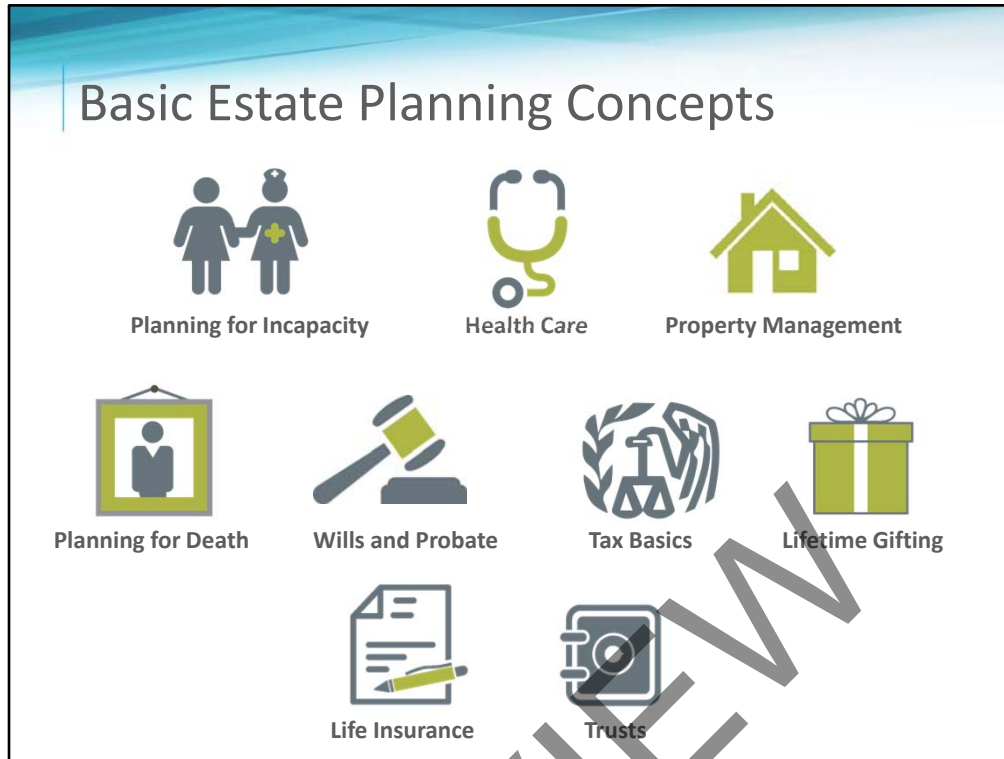 Basic Estate Planning Concepts
Planning for Incapacity
Health Care
Property Management
Planning for Death
Wills and Probate
Tax Basics
Lifetime Gifting
Life Insurance
Trusts
VIEW